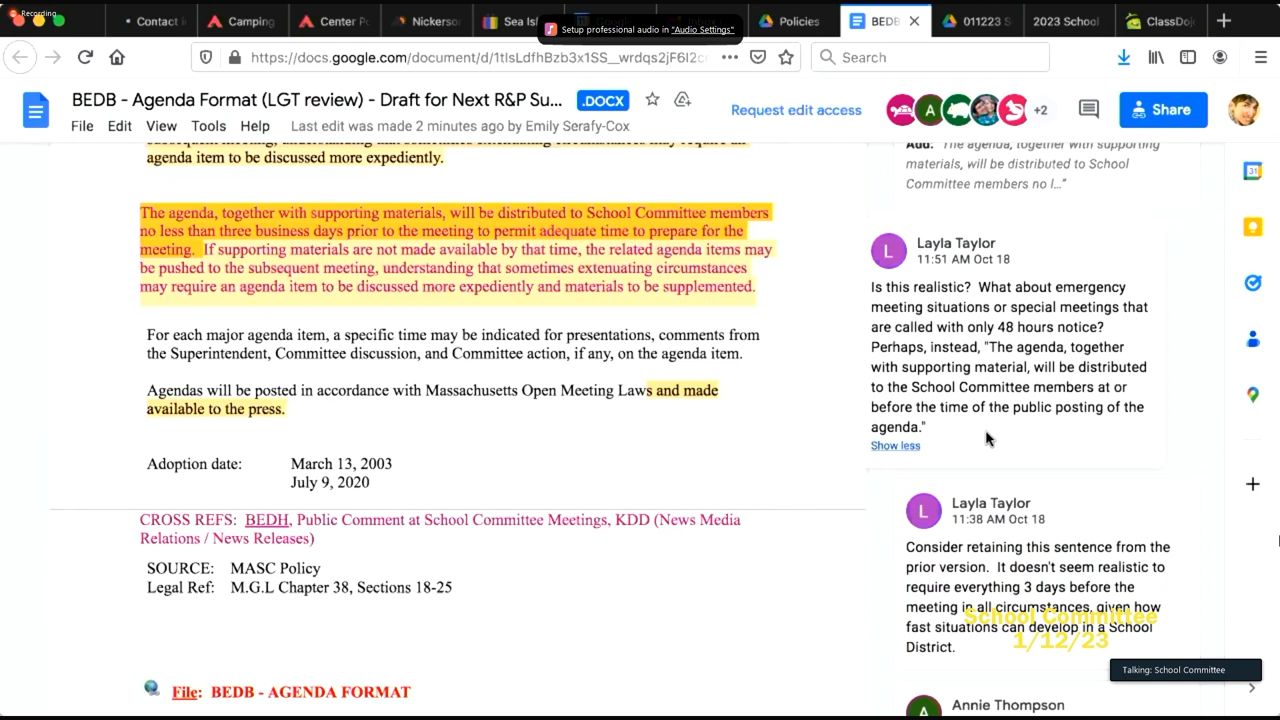 Recording
Contact
Camping
Center P
Nickerson
Sea Isl
Policies
BEDB
011223 S
2023 School
ClassDoj
Setup professional audio in "Audio Settings"
https://docs.google.com/document/d/1tlsLdfhBzb3x1SS__wrdqs2jF6I2c
Search
BEDB - Agenda Format (LGT review) - Draft for Next R&P Su...
.DOCX
Request edit access
A
+2
Share
File Edit View Tools Help
Last edit was made 2 minutes ago by Emily Serafy-Cox
agenda item to be discussed more expediently.
The agenda, together with supporting materials, will be distributed to School Committee members
no less than three business days prior to the meeting to permit adequate time to prepare for the
meeting. If supporting materials are not made available by that time, the related agenda items may
be pushed to the subsequent meeting, understanding that sometimes extenuating circumstances
may require an agenda item to be discussed more expediently and materials to be supplemented.
For each major agenda item, a specific time may be indicated for presentations, comments from
the Superintendent, Committee discussion, and Committee action, if any, on the agenda item.
Agendas will be posted in accordance with Massachusetts Open Meeting Laws and made
available to the press.
Adoption date: March 13, 2003
July 9, 2020
CROSS REFS: BEDH, Public Comment at School Committee Meetings, KDD (News Media
Relations / News Releases)
SOURCE: MASC Policy
Legal Ref: M.G.L Chapter 38, Sections 18-25
File: BEDB - AGENDA FORMAT
Add: "The agenda, together with supporting
materials, will be distributed to School
Committee members no l..."
L
Layla Taylor
11:51 AM Oct 18
Is this realistic? What about emergency
meeting situations or special meetings that
are called with only 48 hours notice?
Perhaps, instead, "The agenda, together
with supporting material, will be distributed
to the School Committee members at or
before the time of the public posting of the
agenda."
Show less
L
Layla Taylor
11:38 AM Oct 18
Consider retaining this sentence from the
prior version. It doesn't seem realistic to
require everything 3 days before the
meeting in all circumstances, given how
fast situations can develop in a School
District.
School Committee
1/12/23
Talking: School Committee
A
Annie Thompson
31